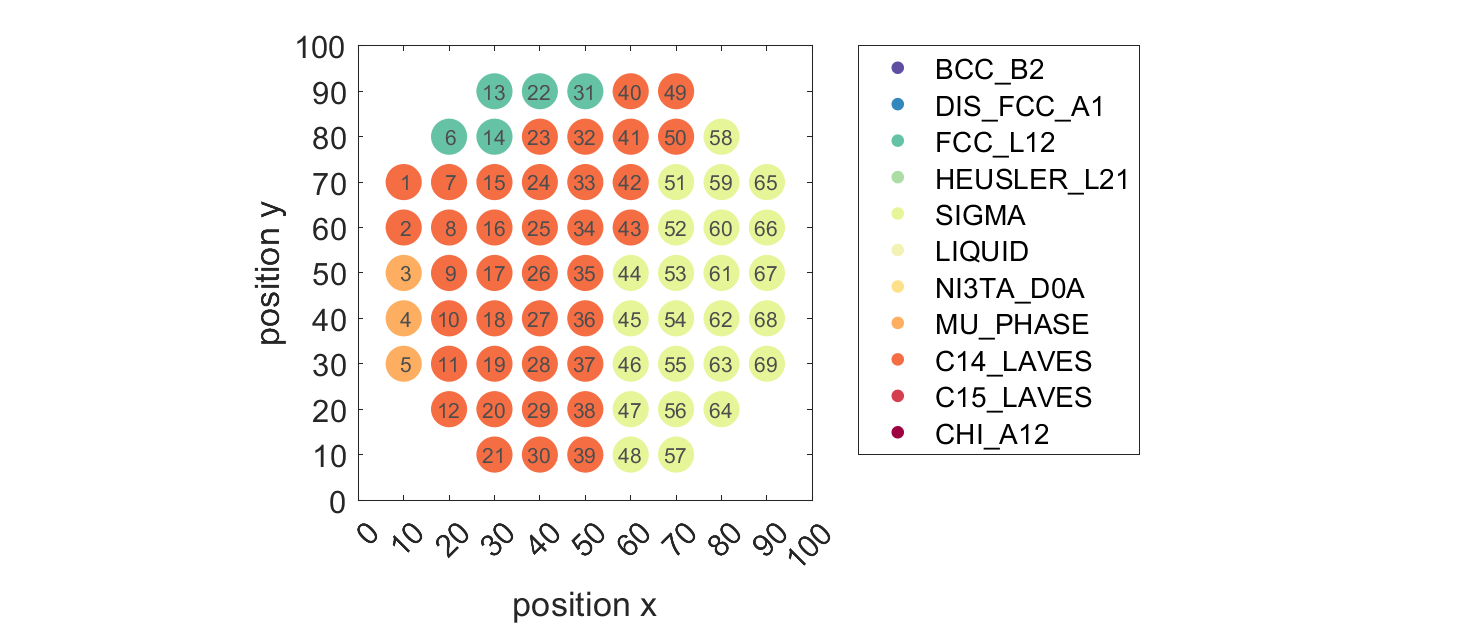 100
90
80
70
60
50
40
30
20
10
0
13 22 31 40 49
6 14 23 32 41 50 58
1 7 15 24 33 42 51 59 65
2 8 16 25 34 43 52 60 66
3 9 17 26 35 44 53 61 67
4 10 18 27 36 45 54 62 68
5 11 19 28 37 46 55 63 69
12 20 29 38 47 56 64
21 30 39 48 57
0 10 20 30 40 50 60 70 80 90 100
position x
position y
BCC_B2
DIS_FCC_A1
FCC_L12
HEUSLER_L21
SIGMA
LIQUID
NI3TA_D0A
MU_PHASE
C14_LAVES
C15_LAVES
CHI_A12